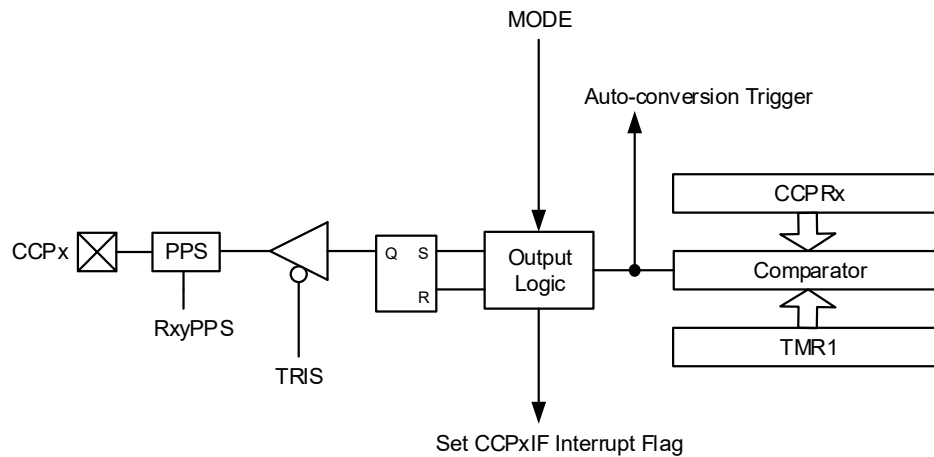 MODE
Auto-conversion Trigger
CCPRx
CCPx
PPS
Q
S
R
Output
Logic
Comparator
RxyPPS
TRIS
TMR1
Set CCPxIF Interrupt Flag